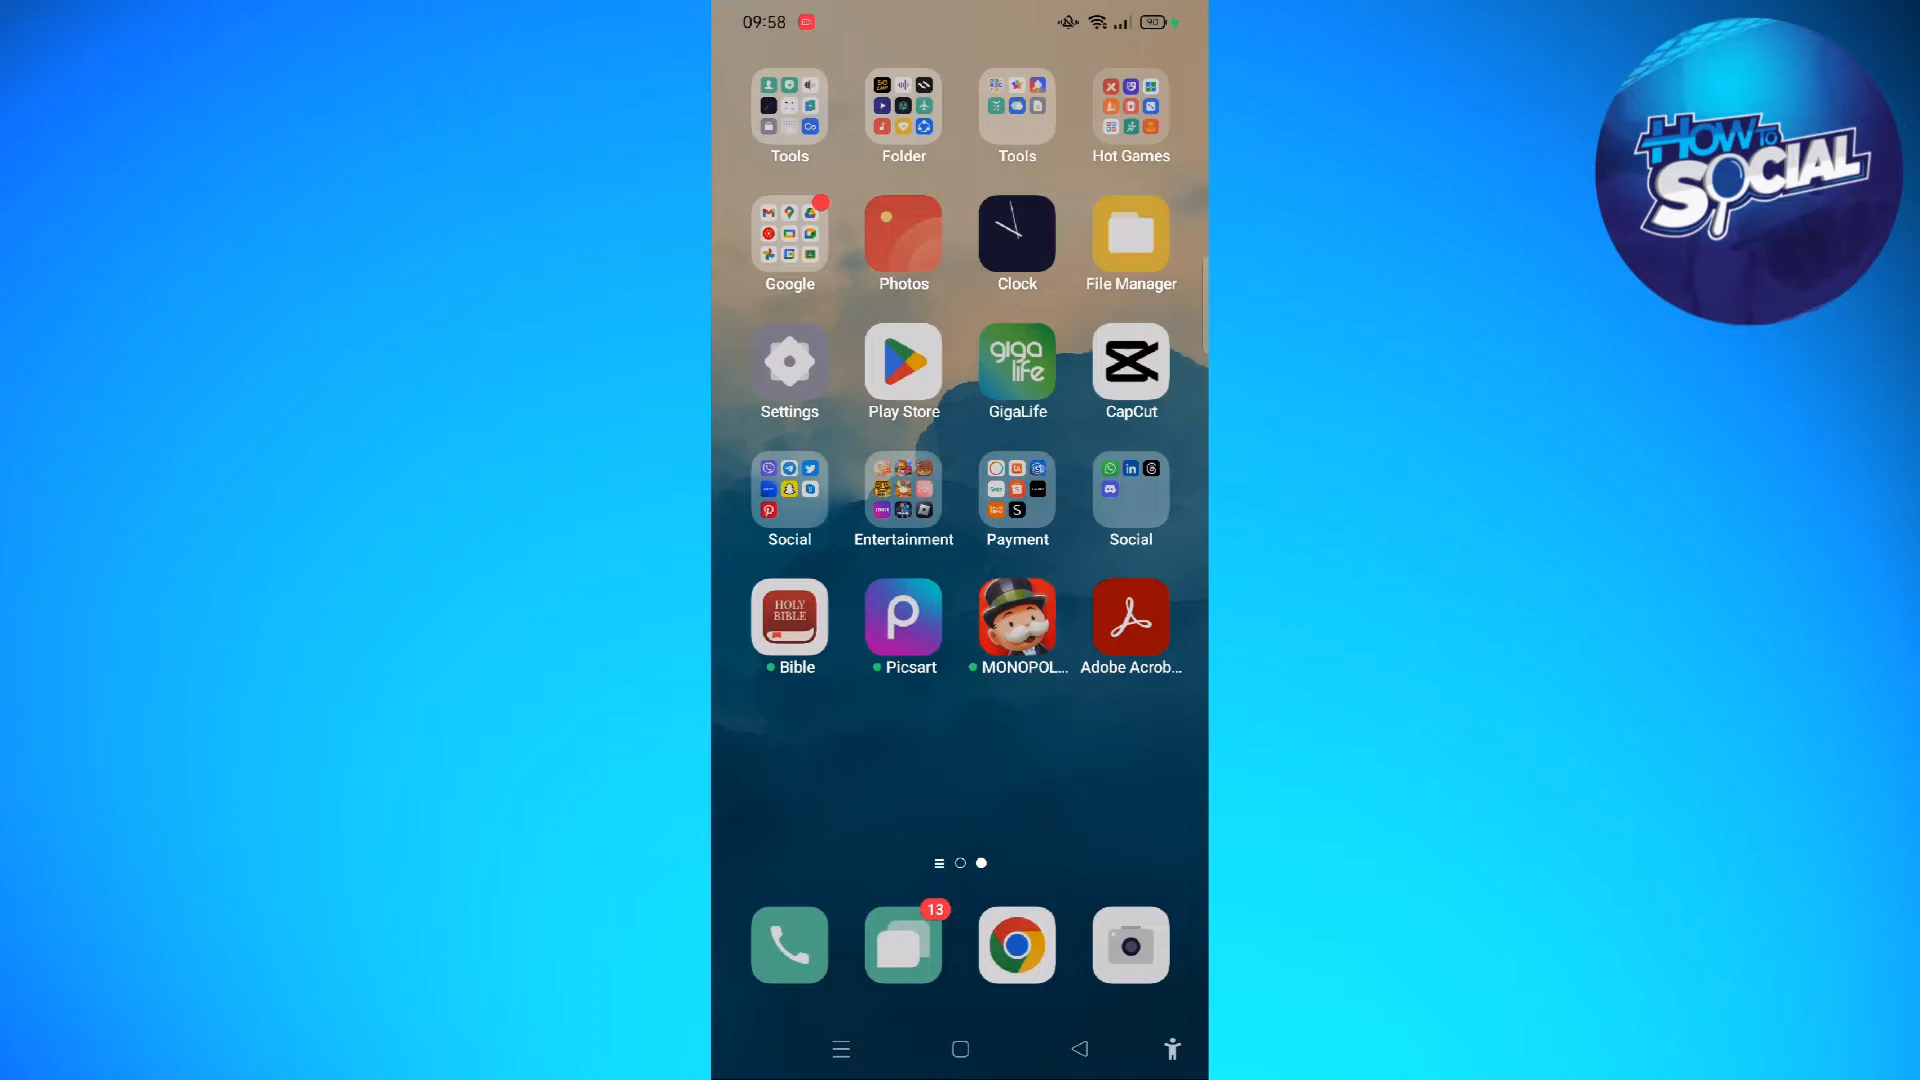 09:58
90
Tools
Folder
Tools
Hot Games
Google
Photos
Clock
File Manager
giga
life
Settings
Play Store
GigaLife
CapCut
Social
Entertainment
Payment
Social
HOLY
BIBLE
Bible
Picsart
MONOPOL...
Adobe Acrob...
13
HOW TO
SOCIAL